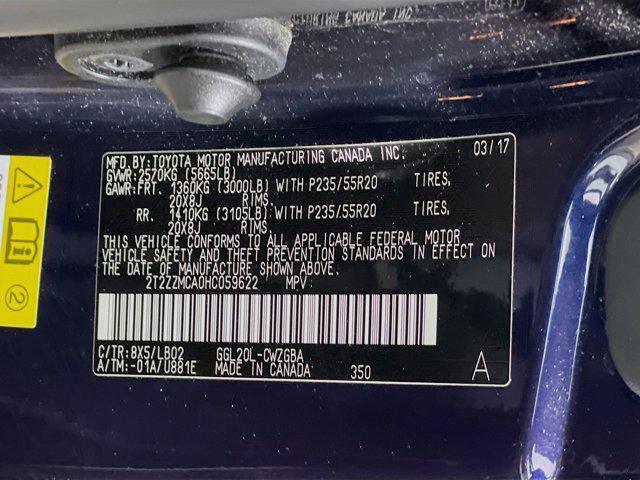 MFD.BY:TOYOTA MOTOR MANUFACTURING CANADA INC. 03/17
GVWR:2570KG (5665LB)
GAWR:FRT. 1360KG (3000LB) WITH P235/55R20 TIRES,
20X8J RIMS.
RR. 1410KG (3105LB) WITH P235/55R20 TIRES,
20X8J RIMS.
THIS VEHICLE CONFORMS TO ALL APPLICABLE FEDERAL MOTOR
VEHICLE SAFETY AND THEFT PREVENTION STANDARDS IN EFFECT ON
THE DATE OF MANUFACTURE SHOWN ABOVE.
2T2ZZMCA0HC059622 MPV
C/TR:8X5/LB02 GGL20L-CWZGBA
A/TM:-01A/U881E MADE IN CANADA 350 A
2